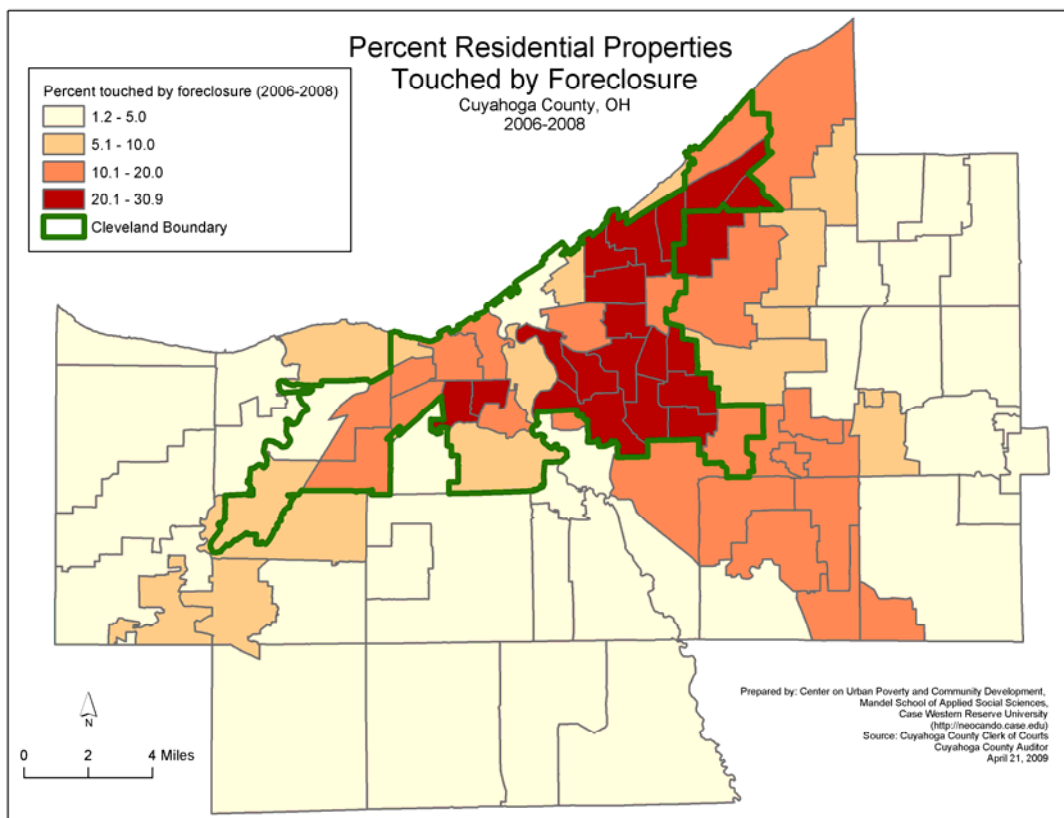 Percent Residential Properties
Touched by Foreclosure
Cuyahoga County, OH
2006-2008
Percent touched by foreclosure (2006-2008)
1.2 - 5.0
5.1 - 10.0
10.1 - 20.0
20.1 - 30.9
Cleveland Boundary
N
0 2 4 Miles
Prepared by: Center on Urban Poverty and Community Development,
Mandel School of Applied Social Sciences,
Case Western Reserve University
(http://neocando.case.edu)
Source: Cuyahoga County Clerk of Courts
Cuyahoga County Auditor
April 21, 2009